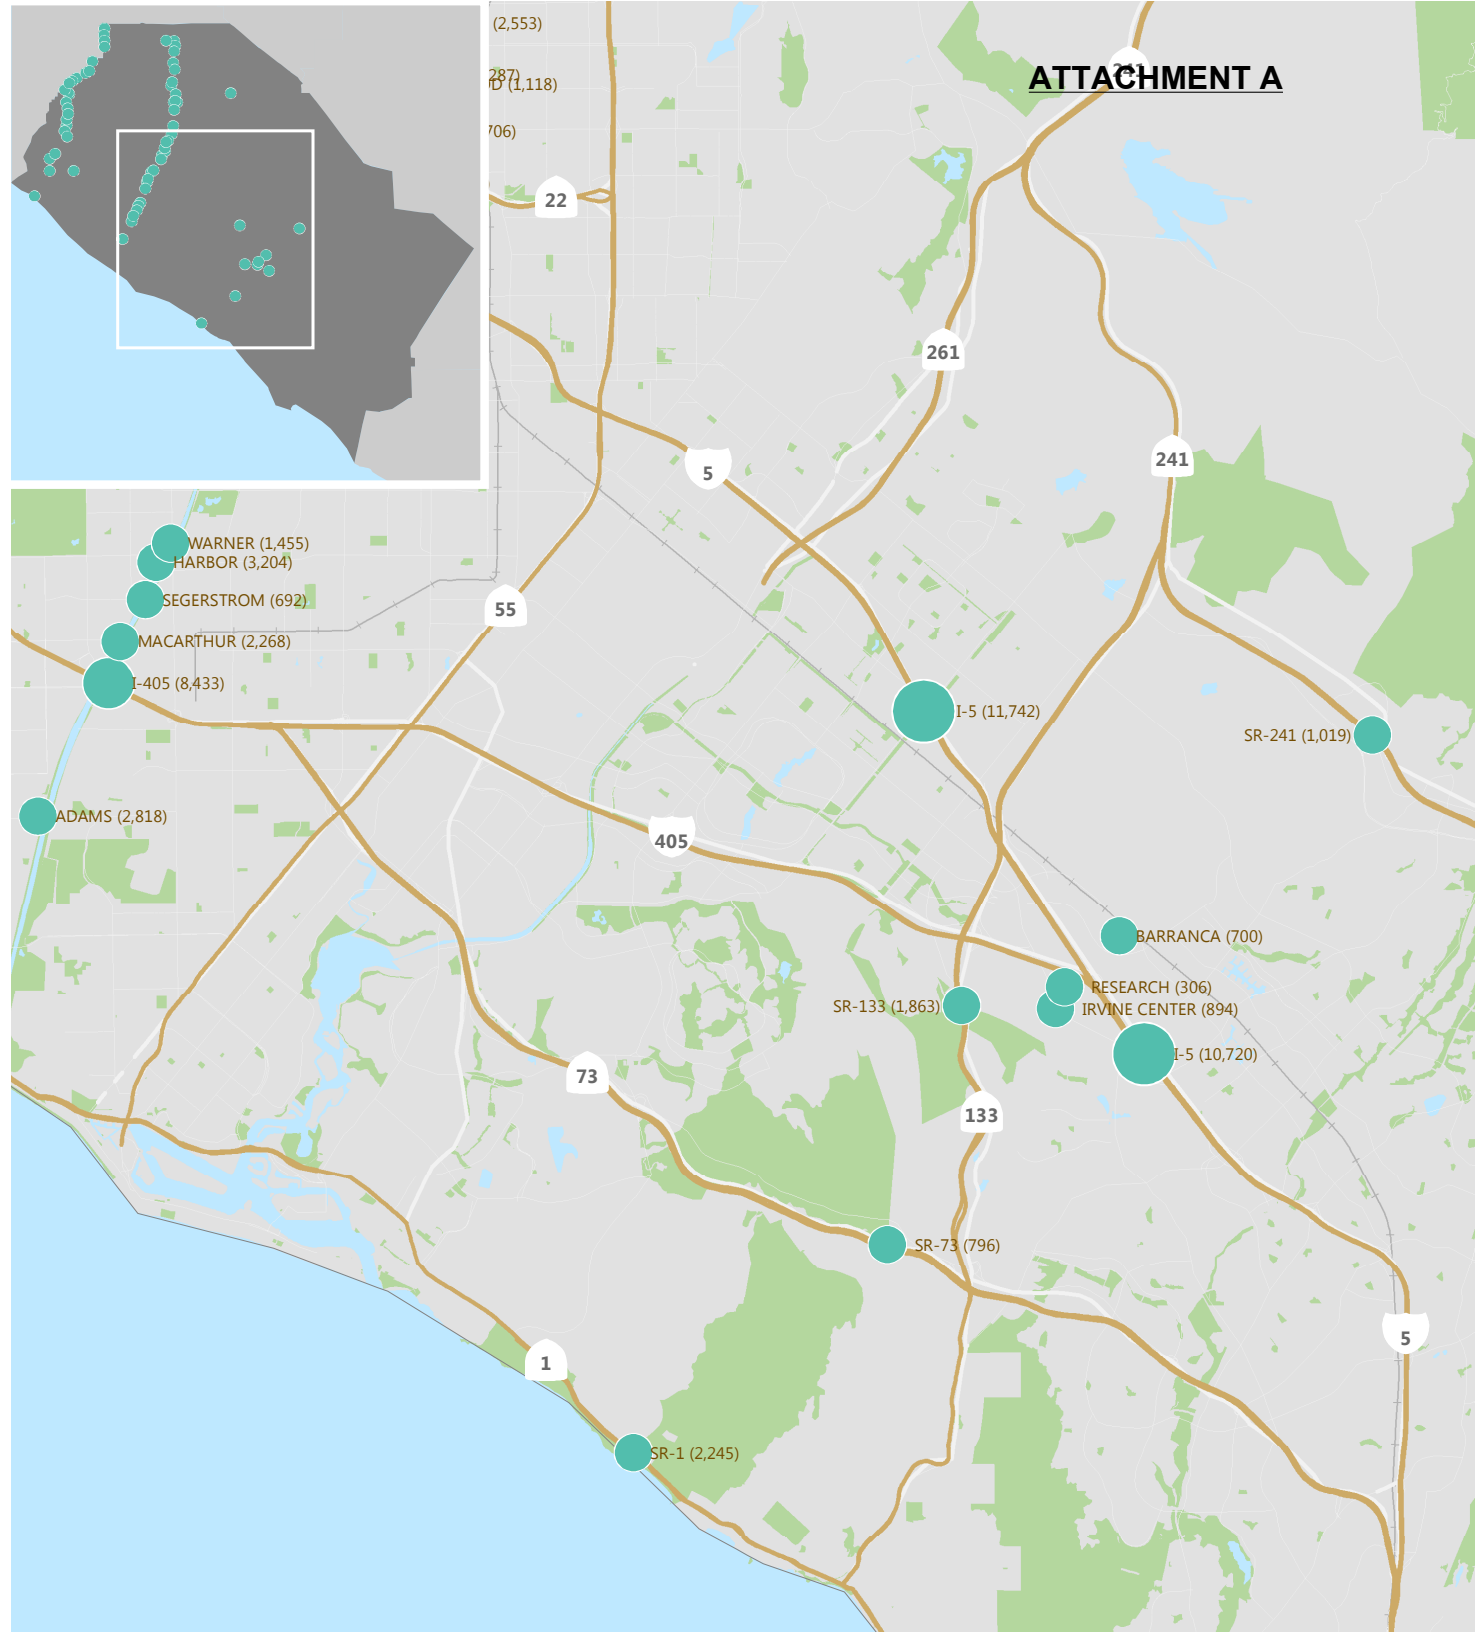 (2,553)
ATTACHMENT A
241
287)
D (1,118)
706)
22
261
5
241
WARNER (1,455)
HARBOR (3,204)
SEGERSTROM (692)
55
MACARTHUR (2,268)
I-405 (8,433)
I-5 (11,742)
SR-241 (1,019)
ADAMS (2,818)
405
BARRANCA (700)
RESEARCH (306)
SR-133 (1,863)
IRVINE CENTER (894)
I-5 (10,720)
73
133
SR-73 (796)
5
1
SR-1 (2,245)